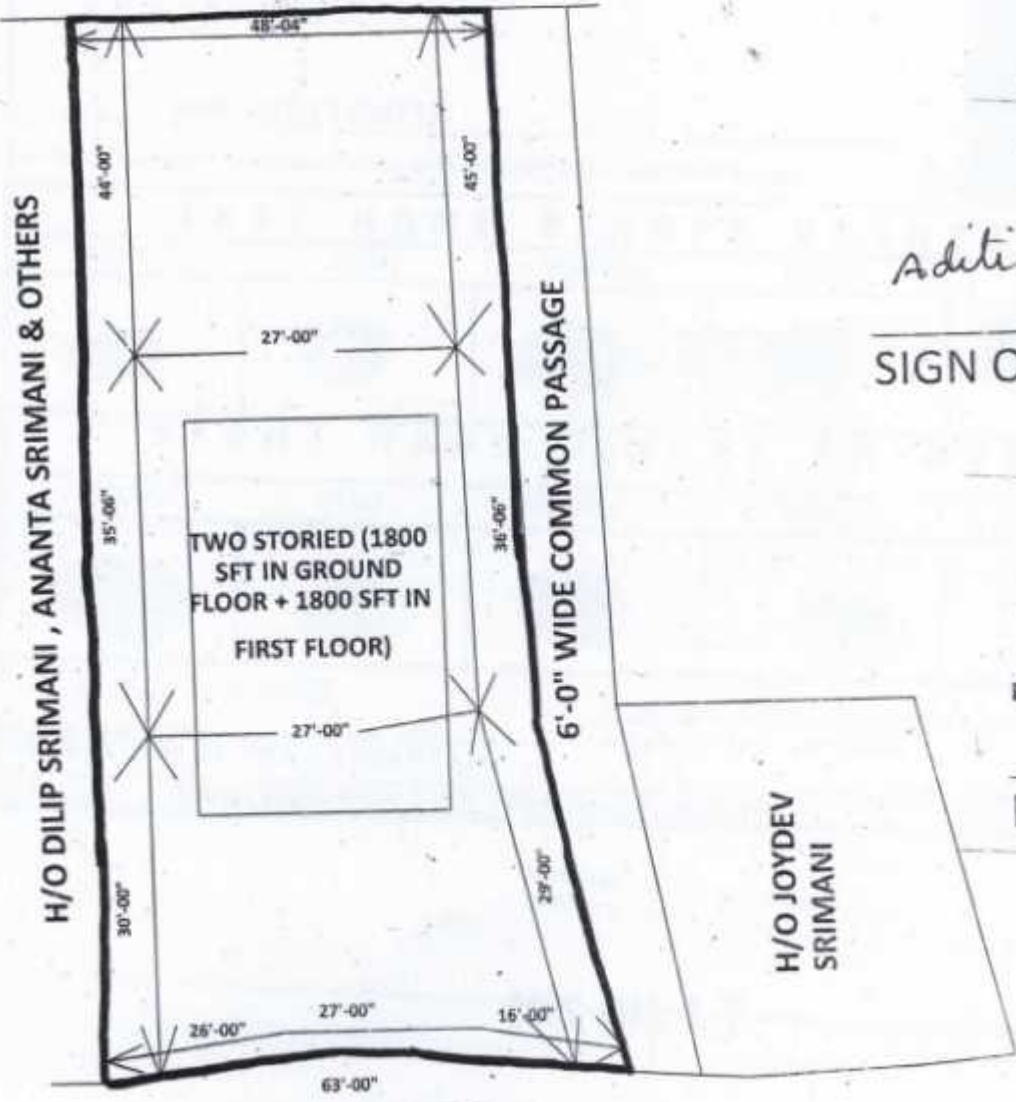 48'-04"
44'-00"
45'-00"
27'-00"
H/O DILIP SRIMANI , ANANTA SRIMANI & OTHERS
35'-06"
36'-06"
6'-0" WIDE COMMON PASSAGE
TWO STORIED (1800
SFT IN GROUND
FLOOR + 1800 SFT IN
FIRST FLOOR)
27'-00"
30'-00"
29'-00"
26'-00"
27'-00"
16'-00"
63'-00"
H/O JOYDEV
SRIMANI
Aditi
SIGN O